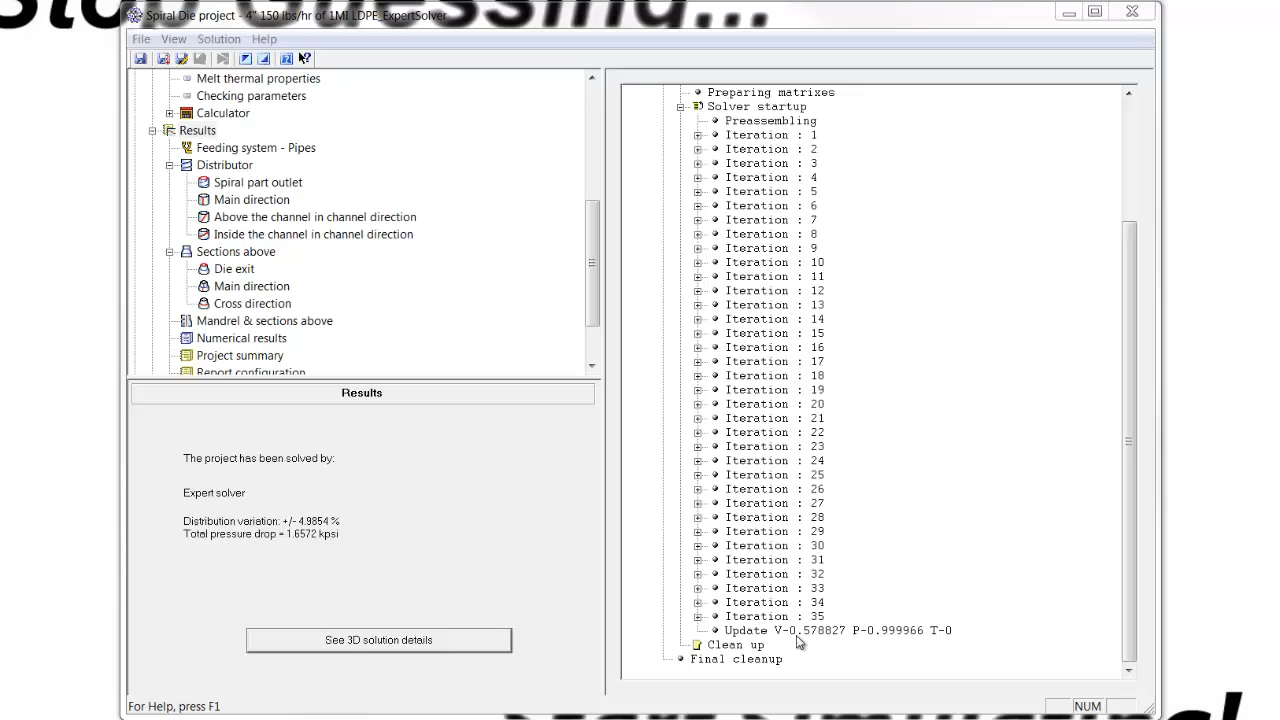 Stop Guessing...
Spiral Die project - 4" 150 lbs/hr of 1MI LDPE_ExpertSolver
File View Solution Help
Melt thermal properties
Checking parameters
Calculator
Results
Feeding system - Pipes
Distributor
Spiral part outlet
Main direction
Above the channel in channel direction
Inside the channel in channel direction
Sections above
Die exit
Main direction
Cross direction
Mandrel & sections above
Numerical results
Project summary
Report configuration
Results
The project has been solved by:
Expert solver
Distribution variation: +/- 4.9854 %
Total pressure drop = 1.6572 kpsi
See 3D solution details
Preparing matrixes
Solver startup
Preassembling
Iteration : 1
Iteration : 2
Iteration : 3
Iteration : 4
Iteration : 5
Iteration : 6
Iteration : 7
Iteration : 8
Iteration : 9
Iteration : 10
Iteration : 11
Iteration : 12
Iteration : 13
Iteration : 14
Iteration : 15
Iteration : 16
Iteration : 17
Iteration : 18
Iteration : 19
Iteration : 20
Iteration : 21
Iteration : 22
Iteration : 23
Iteration : 24
Iteration : 25
Iteration : 26
Iteration : 27
Iteration : 28
Iteration : 29
Iteration : 30
Iteration : 31
Iteration : 32
Iteration : 33
Iteration : 34
Iteration : 35
Update V-0.578827 P-0.999966 T-0
Clean up
Final cleanup
For Help, press F1
NUM